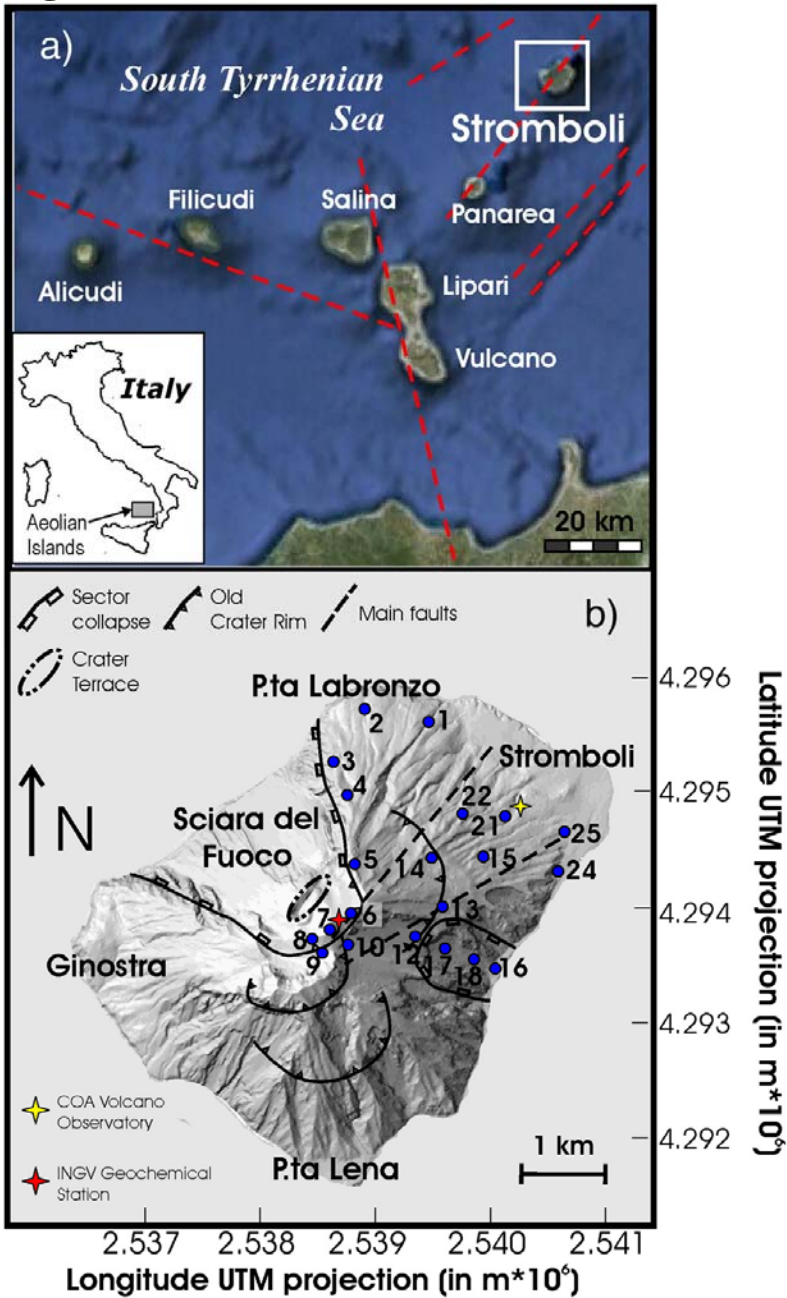 a)
South Tyrrhenian
Sea
Stromboli
Filicudi
Salina
Panarea
Alicudi
Lipari
Vulcano
Italy
Aeolian
Islands
20 km
b)
Sector
collapse
Old
Crater Rim
Main faults
Crater
Terrace
P.ta Labronzo
2
1
3
4
Stromboli
22
21
25
Sciara del
Fuoco
5
14
15
24
7
6
13
8
10
12
9
17
18
16
Ginostra
N
COA Volcano
Observatory
INGV Geochemical
Station
P.ta Lena
1 km
4.296
4.295
4.294
4.293
4.292
Latitude UTM projection (in m*10⁶)
2.537
2.538
2.539
2.540
2.541
Longitude UTM projection (in m*10⁶)